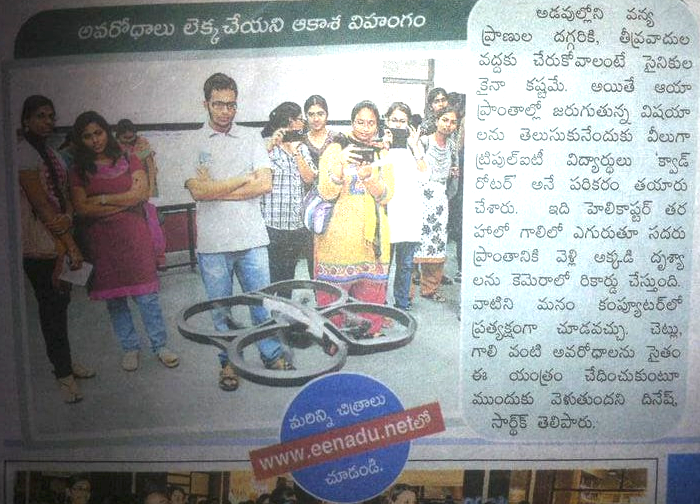 అవరోధాలు లెక్కచేయని ఆకాశ విహంగం
అడవుల్లోని వన్య
ప్రాణుల దగ్గరికి, తీవ్రవాదుల
వద్దకు చేరుకోవాలంటే సైనికుల
కైనా కష్టమే. అయితే ఆయా
ప్రాంతాల్లో జరుగుతున్న విషయా
లను తెలుసుకునేందుకు వీలుగా
ట్రిపుల్ఐటీ విద్యార్థులు 'క్వాడ్
రోటర్' అనే పరికరం తయారు
చేశారు. ఇది హెలికాప్టర్ తర
హాలో గాలిలో ఎగురుతూ సదరు
ప్రాంతానికి వెళ్లి అక్కడి దృశ్యా
లను కెమెరాలో రికార్డు చేస్తుంది.
వాటిని మనం కంప్యూటర్‌లో
ప్రత్యక్షంగా చూడవచ్చు. చెట్లు,
గాలి వంటి అవరోధాలను సైతం
ఈ యంత్రం చేధించుకుంటూ
ముందుకు వెళుతుందని దినేష్,
సార్థక్ తెలిపారు.
మరిన్ని చిత్రాలు
www.eenadu.netలో
చూడండి.